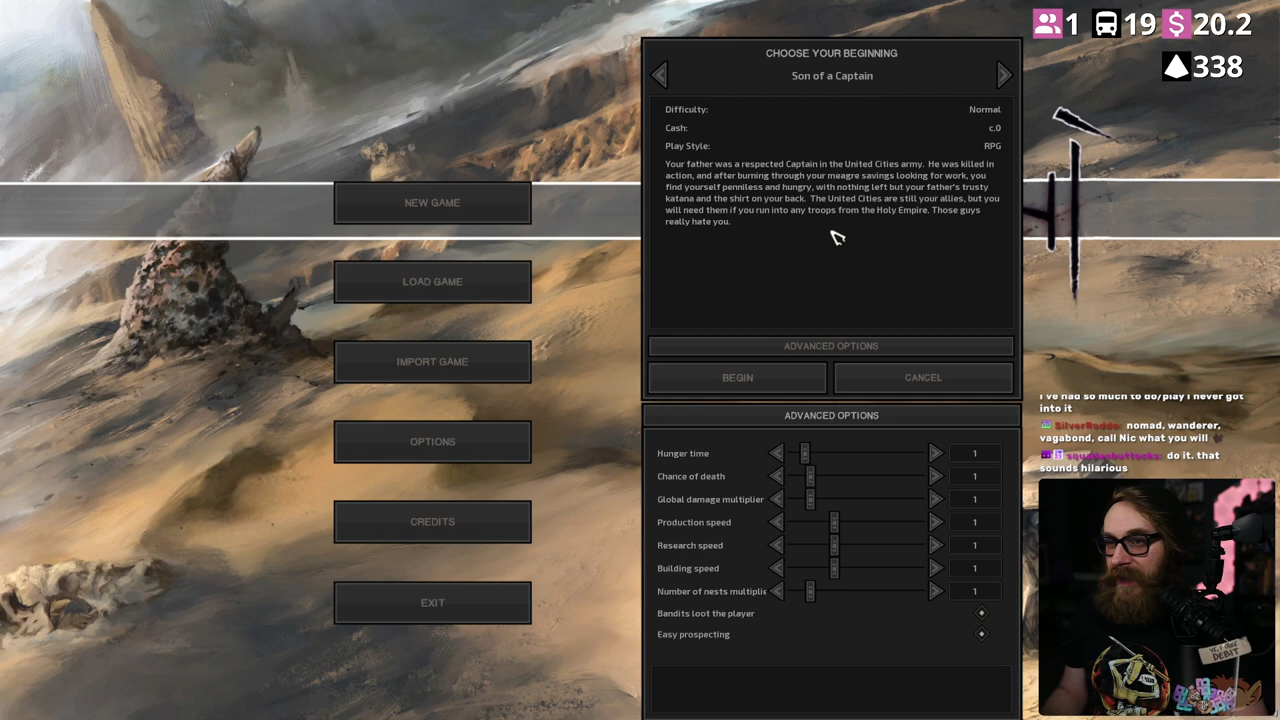 1 19 $ 20.2
338
CHOOSE YOUR BEGINNING
Son of a Captain
Difficulty: Normal
Cash: c.0
Play Style: RPG
Your father was a respected Captain in the United Cities army. He was killed in
action, and after burning through your meagre savings looking for work, you
find yourself penniless and hungry, with nothing left but your father's trusty
katana and the shirt on your back. The United Cities are still your allies, but you
will need them if you run into any troops from the Holy Empire. Those guys
really hate you.
ADVANCED OPTIONS
BEGIN CANCEL
NEW GAME
LOAD GAME
IMPORT GAME
OPTIONS
CREDITS
EXIT
ADVANCED OPTIONS
Hunger time 1
Chance of death 1
Global damage multiplier 1
Production speed 1
Research speed 1
Building speed 1
Number of nests multiplie 1
Bandits loot the player
Easy prospecting
I've had so much to do/play I never got
into it
SilverRodde: nomad, wanderer,
vagabond, call Nic what you will
do it. that
sounds hilarious
YES, I TAKE
DEBIT